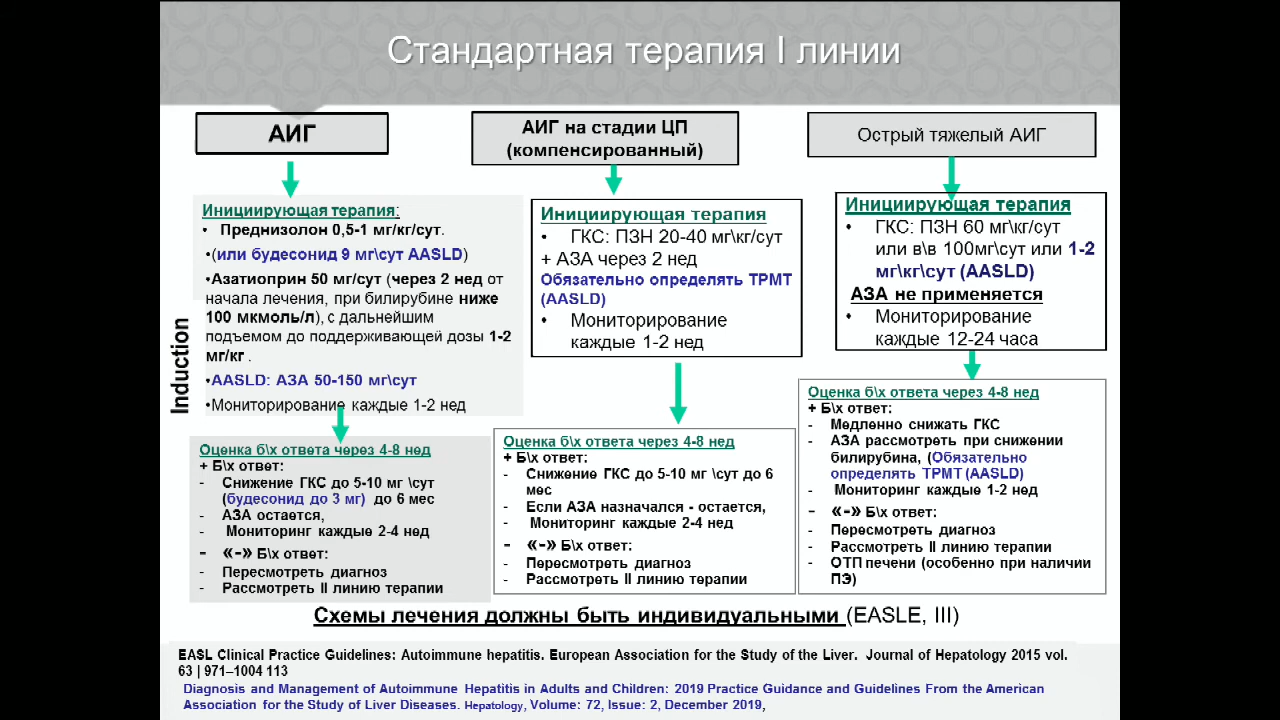 Стандартная терапия I линии
АИГ
Инициирующая терапия:
• Преднизолон 0,5-1 мг/кг/сут.
•(или будесонид 9 мг\сут AASLD)
•Азатиоприн 50 мг/сут (через 2 нед от
начала лечения, при билирубине ниже
100 мкмоль/л), с дальнейшим
подъемом до поддерживающей дозы 1-2
мг/кг .
•AASLD: АЗА 50-150 мг\сут
•Мониторирование каждые 1-2 нед
Induction
Оценка б\х ответа через 4-8 нед
+ Б\х ответ:
- Снижение ГКС до 5-10 мг \сут
(будесонид до 3 мг) до 6 мес
- АЗА остается,
- Мониторинг каждые 2-4 нед
- «-» Б\х ответ:
- Пересмотреть диагноз
- Рассмотреть II линию терапии
АИГ на стадии ЦП
(компенсированный)
Инициирующая терапия
• ГКС: ПЗН 20-40 мг\кг/сут
+ АЗА через 2 нед
Обязательно определять ТРМТ
(AASLD)
• Мониторирование
каждые 1-2 нед
Оценка б\х ответа через 4-8 нед
+ Б\х ответ:
- Снижение ГКС до 5-10 мг \сут до 6
мес
- Если АЗА назначался - остается,
- Мониторинг каждые 2-4 нед
- «-» Б\х ответ:
- Пересмотреть диагноз
- Рассмотреть II линию терапии
Острый тяжелый АИГ
Инициирующая терапия
• ГКС: ПЗН 60 мг\кг/сут
или в\в 100мг\сут или 1-2
мг\кг\сут (AASLD)
АЗА не применяется
• Мониторирование
каждые 12-24 часа
Оценка б\х ответа через 4-8 нед
+ Б\х ответ:
- Медленно снижать ГКС
- АЗА рассмотреть при снижении
билирубина, (Обязательно
определять ТРМТ (AASLD)
- Мониторинг каждые 1-2 нед
- «-» Б\х ответ:
- Пересмотреть диагноз
- Рассмотреть II линию терапии
- ОТП печени (особенно при наличии
ПЭ)
Схемы лечения должны быть индивидуальными (EASLE, III)
EASL Clinical Practice Guidelines: Autoimmune hepatitis. European Association for the Study of the Liver. Journal of Hepatology 2015 vol.
63 | 971–1004 113
Diagnosis and Management of Autoimmune Hepatitis in Adults and Children: 2019 Practice Guidance and Guidelines From the American
Association for the Study of Liver Diseases. Hepatology, Volume: 72, Issue: 2, December 2019,